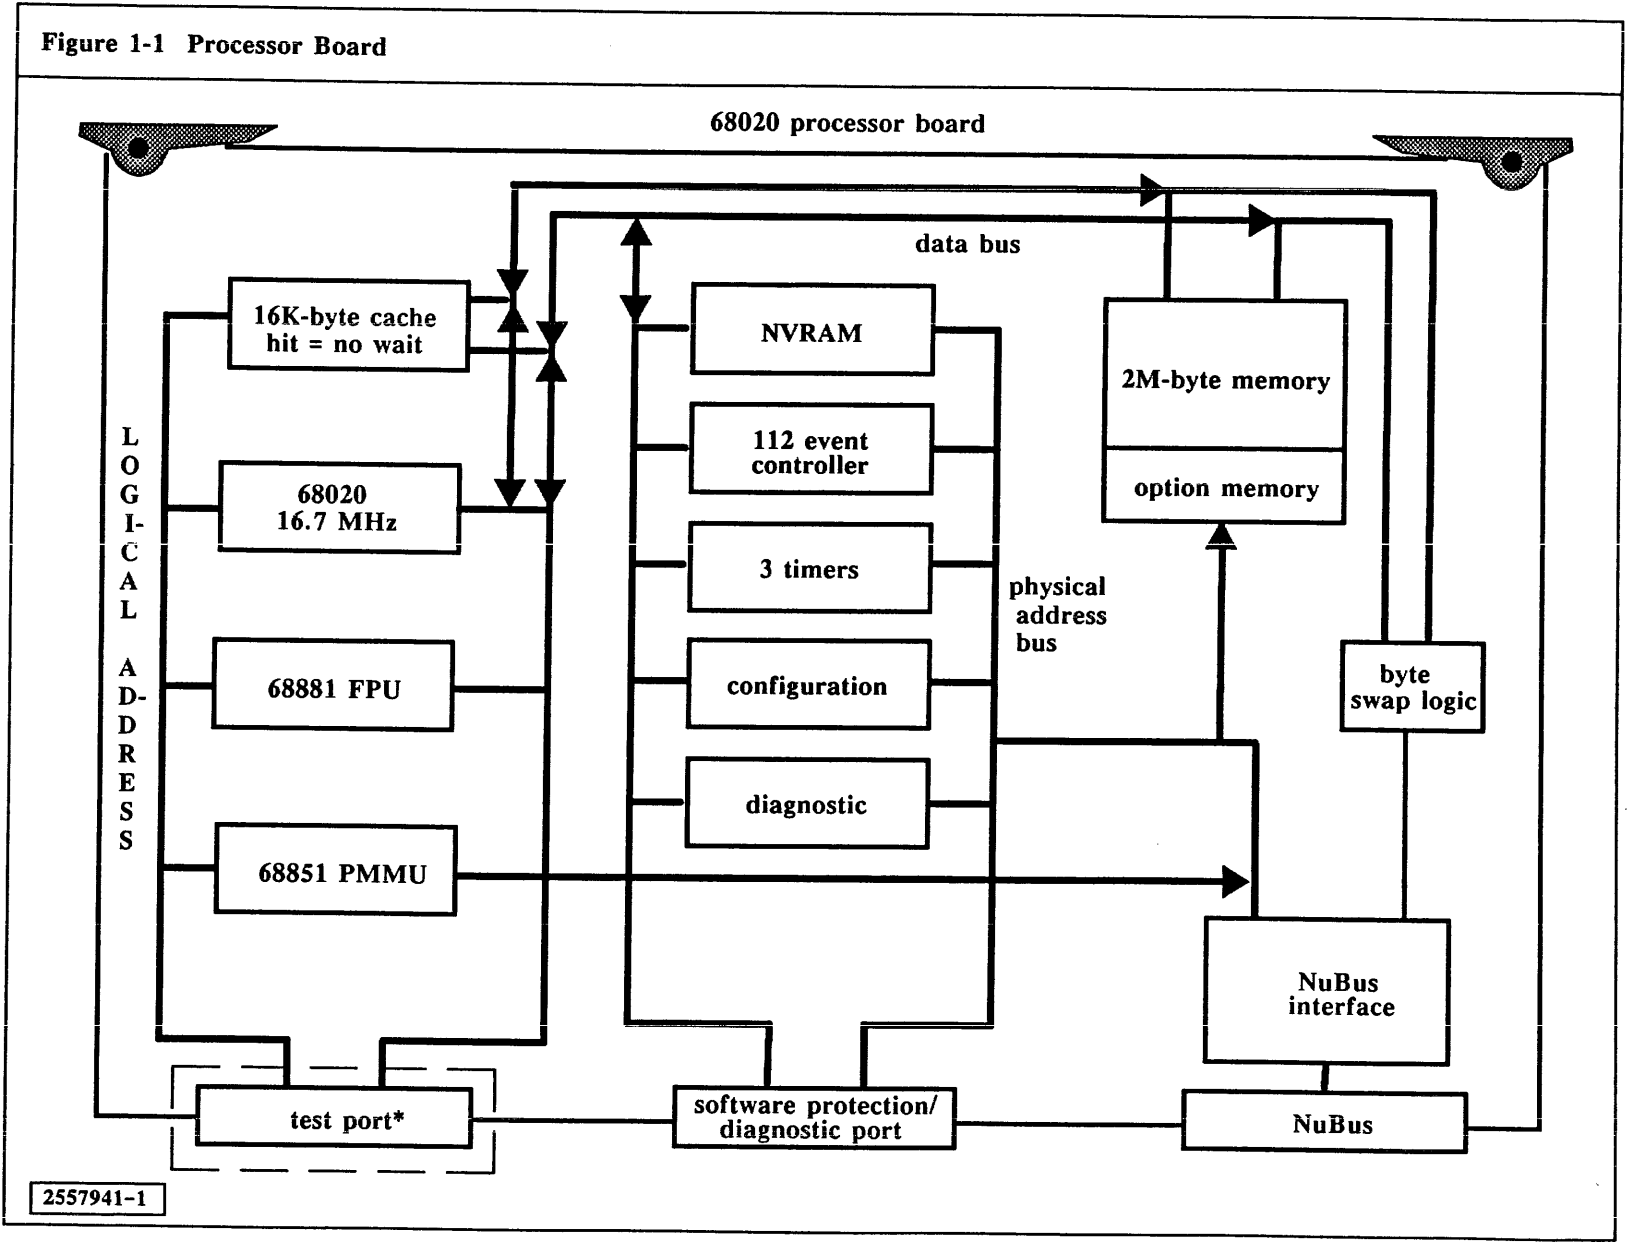 Figure 1-1 Processor Board
68020 processor board
data bus
16K-byte cache
hit = no wait
NVRAM
2M-byte memory
112 event
controller
option memory
68020
16.7 MHz
3 timers
physical
address
bus
L
O
G
I-
C
A
L
A
D-
D
R
E
S
S
68881 FPU
configuration
byte
swap logic
diagnostic
68851 PMMU
NuBus
interface
test port*
software protection/
diagnostic port
NuBus
2557941-1